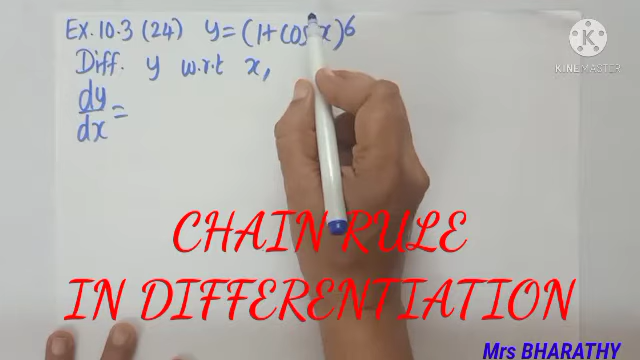 Ex.10.3 (24) y = (1+cos x)^6
Diff. y w.r.t x,
dy
dx =
K
KINEMASTER
CHAIN RULE
IN DIFFERENTIATION
Mrs BHARATHY